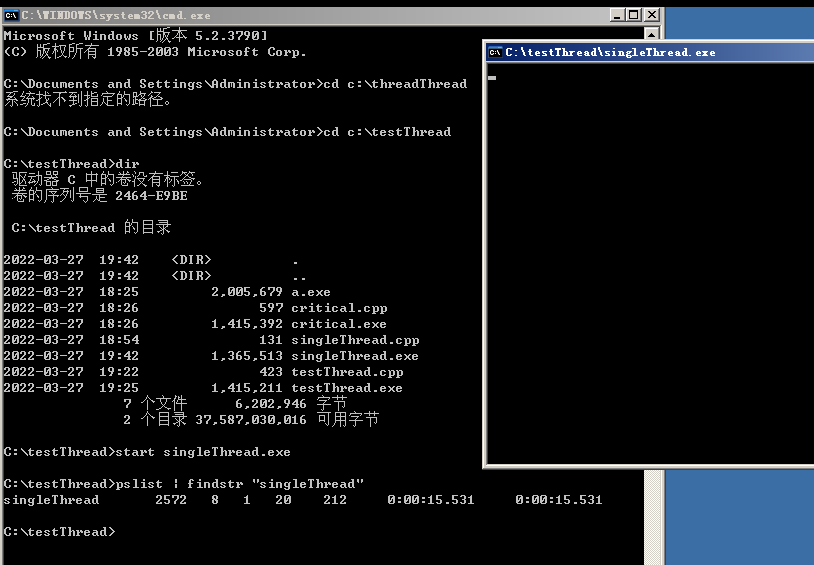 C:\WINDOWS\system32\cmd.exe
Microsoft Windows [版本 5.2.3790]
(C) 版权所有 1985-2003 Microsoft Corp.
C:\Documents and Settings\Administrator>cd c:\threadThread
系统找不到指定的路径。
C:\Documents and Settings\Administrator>cd c:\testThread
C:\testThread>dir
驱动器 C 中的卷没有标签。
卷的序列号是 2464-E9BE
C:\testThread 的目录
2022-03-27  19:42    <DIR>          .
2022-03-27  19:42    <DIR>          ..
2022-03-27  18:25         2,005,679 a.exe
2022-03-27  18:26               597 critical.cpp
2022-03-27  18:26         1,415,392 critical.exe
2022-03-27  18:54               131 singleThread.cpp
2022-03-27  19:42         1,365,513 singleThread.exe
2022-03-27  19:22               423 testThread.cpp
2022-03-27  19:25         1,415,211 testThread.exe
7 个文件      6,202,946 字节
2 个目录 37,587,030,016 可用字节
C:\testThread>start singleThread.exe
C:\testThread>pslist | findstr "singleThread"
singleThread       2572   8   1   20    212     0:00:15.531     0:00:15.531
C:\testThread>
C:\testThread\singleThread.exe